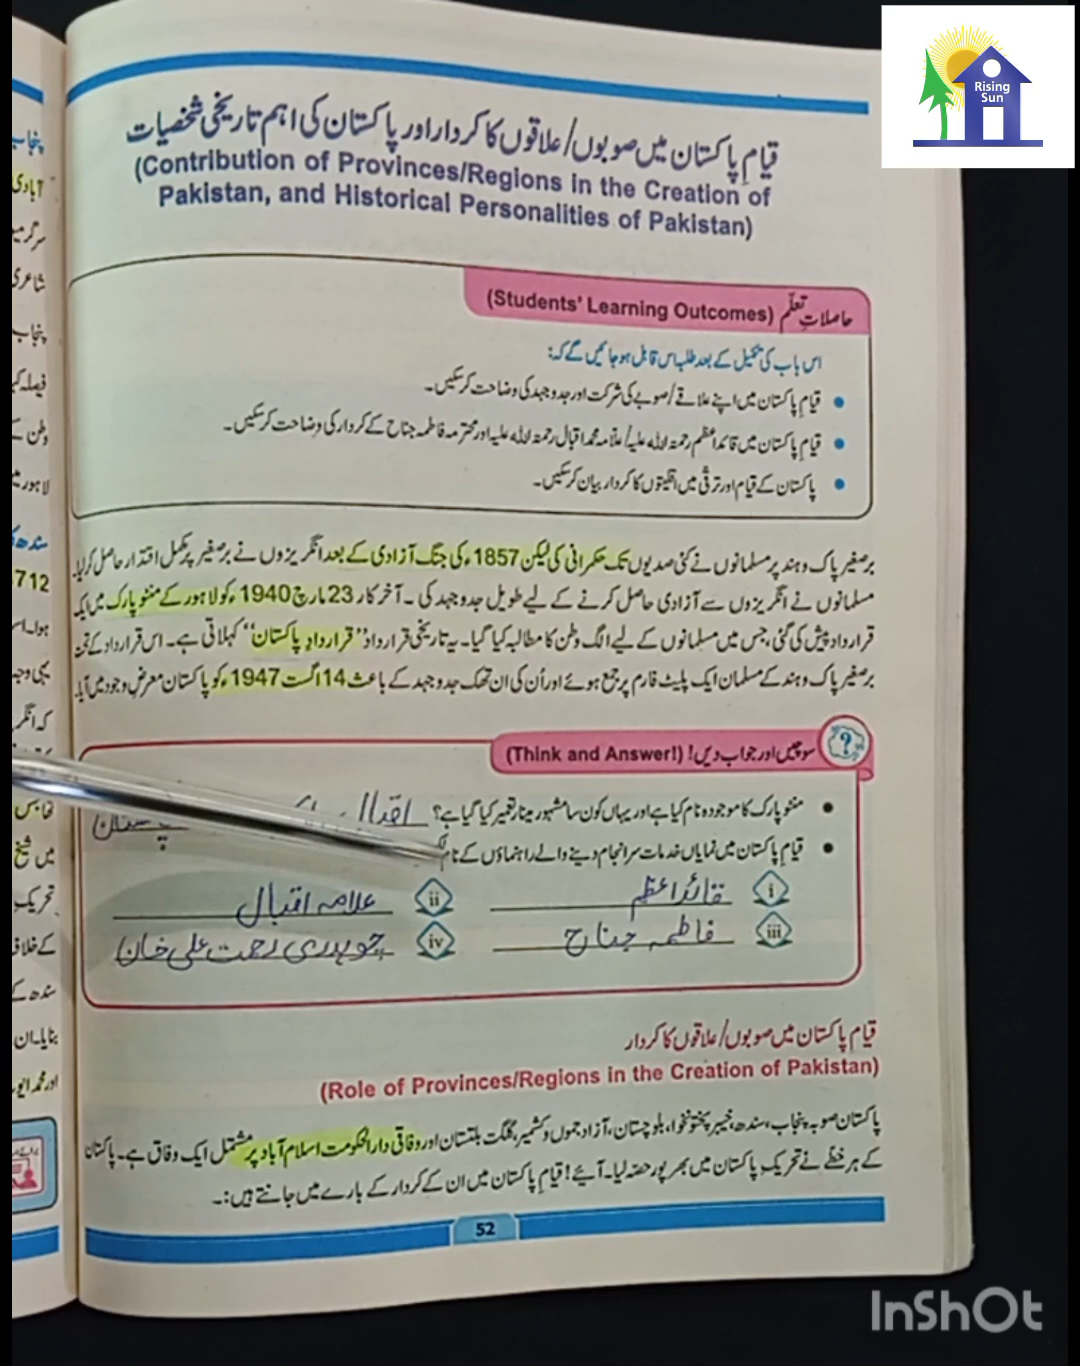 Rising
Sun
قیامِ پاکستان میں صوبوں/علاقوں کا کردار اور پاکستان کی اہم تاریخی شخصیات
(Contribution of Provinces/Regions in the Creation of
Pakistan, and Historical Personalities of Pakistan)
حاصلاتِ تعلّم (Students' Learning Outcomes)
اس باب کی تکمیل کے بعد طلبہ اس قابل ہو جائیں گے کہ:
• قیامِ پاکستان میں اپنے علاقے/صوبے کی شرکت اور جدوجہد کی وضاحت کر سکیں۔
• قیامِ پاکستان میں قائداعظم رحمۃ اللہ علیہ/علامہ محمد اقبال رحمۃ اللہ علیہ اور محترمہ فاطمہ جناح کے کردار کی وضاحت کر سکیں۔
• پاکستان کے قیام اور ترقی میں اقلیتوں کا کردار بیان کر سکیں۔
برصغیر پاک و ہند پر مسلمانوں نے کئی صدیوں تک حکمرانی کی لیکن 1857ء کی جنگِ آزادی کے بعد انگریزوں نے برصغیر پر مکمل اقتدار حاصل کر لیا۔
مسلمانوں نے انگریزوں سے آزادی حاصل کرنے کے لیے طویل جدوجہد کی۔ آخر کار 23 مارچ 1940ء کو لاہور کے منٹو پارک میں ایک
قرارداد پیش کی گئی، جس میں مسلمانوں کے لیے الگ وطن کا مطالبہ کیا گیا۔ یہ تاریخی قرارداد "قراردادِ پاکستان" کہلاتی ہے۔ اس قرارداد کے تحت
برصغیر پاک و ہند کے مسلمان ایک پلیٹ فارم پر جمع ہوئے اور اُن کی ان تھک جدوجہد کے باعث 14 اگست 1947ء کو پاکستان معرضِ وجود میں آیا۔
سوچیں اور جواب دیں! (Think and Answer!)
• منٹو پارک کا موجودہ نام کیا ہے اور یہاں کون سا مشہور مینار تعمیر کیا گیا ہے؟ اقبال پاکستان
• قیامِ پاکستان میں نمایاں خدمات سرانجام دینے والے راہنماؤں کے نام
i قائداعظم ii علامہ اقبال
iii فاطمہ جناح iv چوہدری رحمت علی خان
قیامِ پاکستان میں صوبوں/علاقوں کا کردار
(Role of Provinces/Regions in the Creation of Pakistan)
پاکستان صوبہ پنجاب، سندھ، خیبر پختونخوا، بلوچستان، آزاد جموں و کشمیر، گلگت بلتستان اور وفاقی دارالحکومت اسلام آباد پر مشتمل ایک وفاق ہے۔ پاکستان
کے ہر خطے نے تحریکِ پاکستان میں بھرپور حصّہ لیا۔ آئیے! قیامِ پاکستان میں ان کے کردار کے بارے میں جانتے ہیں:۔
52
InShOt